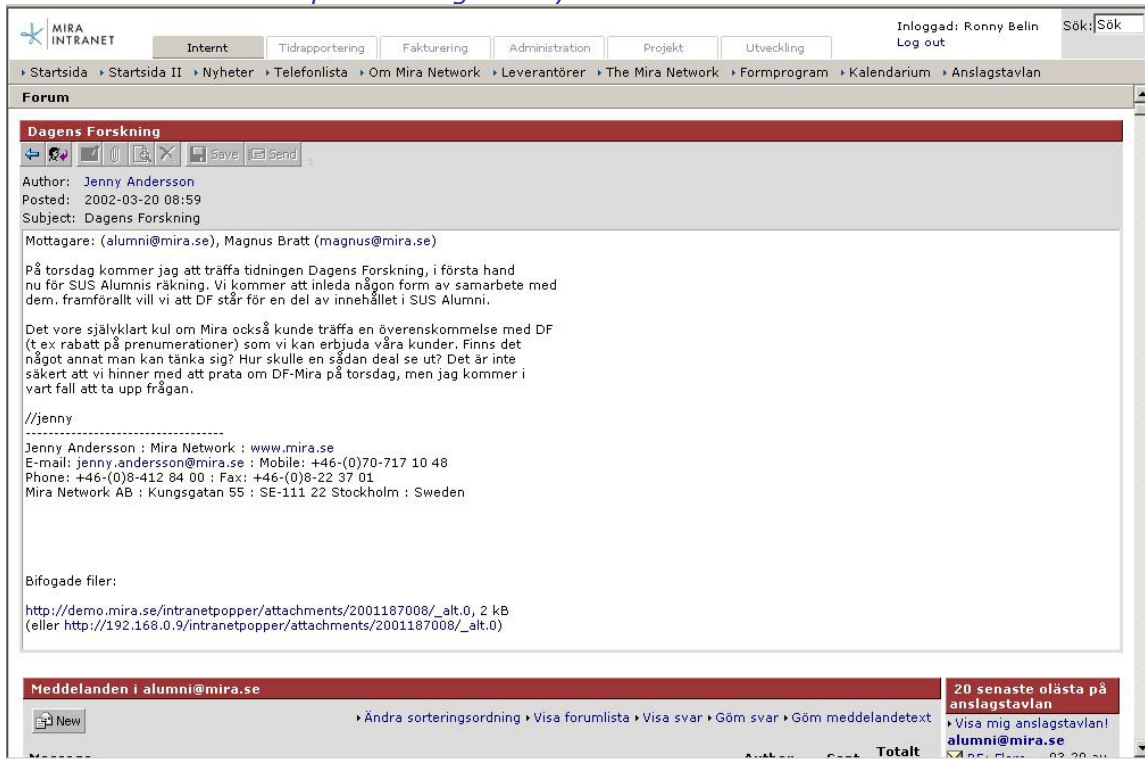 MIRA
INTRANET
Internt
Tidrapportering
Fakturering
Administration
Projekt
Utveckling
Inloggad: Ronny Belin
Log out
Sök: Sök
Startsida
Startsida II
Nyheter
Telefonlista
Om Mira Network
Leverantörer
The Mira Network
Formprogram
Kalendarium
Anslagstavlan
Forum
Dagens Forskning
Save
Send
Author: Jenny Andersson
Posted: 2002-03-20 08:59
Subject: Dagens Forskning
Mottagare: (alumni@mira.se), Magnus Bratt (magnus@mira.se)
På torsdag kommer jag att träffa tidningen Dagens Forskning, i första hand
nu för SUS Alumnis räkning. Vi kommer att inleda någon form av samarbete med
dem. framförallt vill vi att DF står för en del av innehållet i SUS Alumni.
Det vore självklart kul om Mira också kunde träffa en överenskommelse med DF
(t ex rabatt på prenumerationer) som vi kan erbjuda våra kunder. Finns det
något annat man kan tänka sig? Hur skulle en sådan deal se ut? Det är inte
säkert att vi hinner med att prata om DF-Mira på torsdag, men jag kommer i
vart fall att ta upp frågan.
//jenny
----------------------------------
Jenny Andersson : Mira Network : www.mira.se
E-mail: jenny.andersson@mira.se : Mobile: +46-(0)70-717 10 48
Phone: +46-(0)8-412 84 00 : Fax: +46-(0)8-22 37 01
Mira Network AB : Kungsgatan 55 : SE-111 22 Stockholm : Sweden
Bifogade filer:
http://demo.mira.se/intranetpopper/attachments/2001187008/_alt.0, 2 kB
(eller http://192.168.0.9/intranetpopper/attachments/2001187008/_alt.0)
Meddelanden i alumni@mira.se
New
Ändra sorteringsordning
Visa forumlista
Visa svar
Göm svar
Göm meddelandetext
Totalt
20 senaste olästa på
anslagstavlan
Visa mig anslagstavlan!
alumni@mira.se